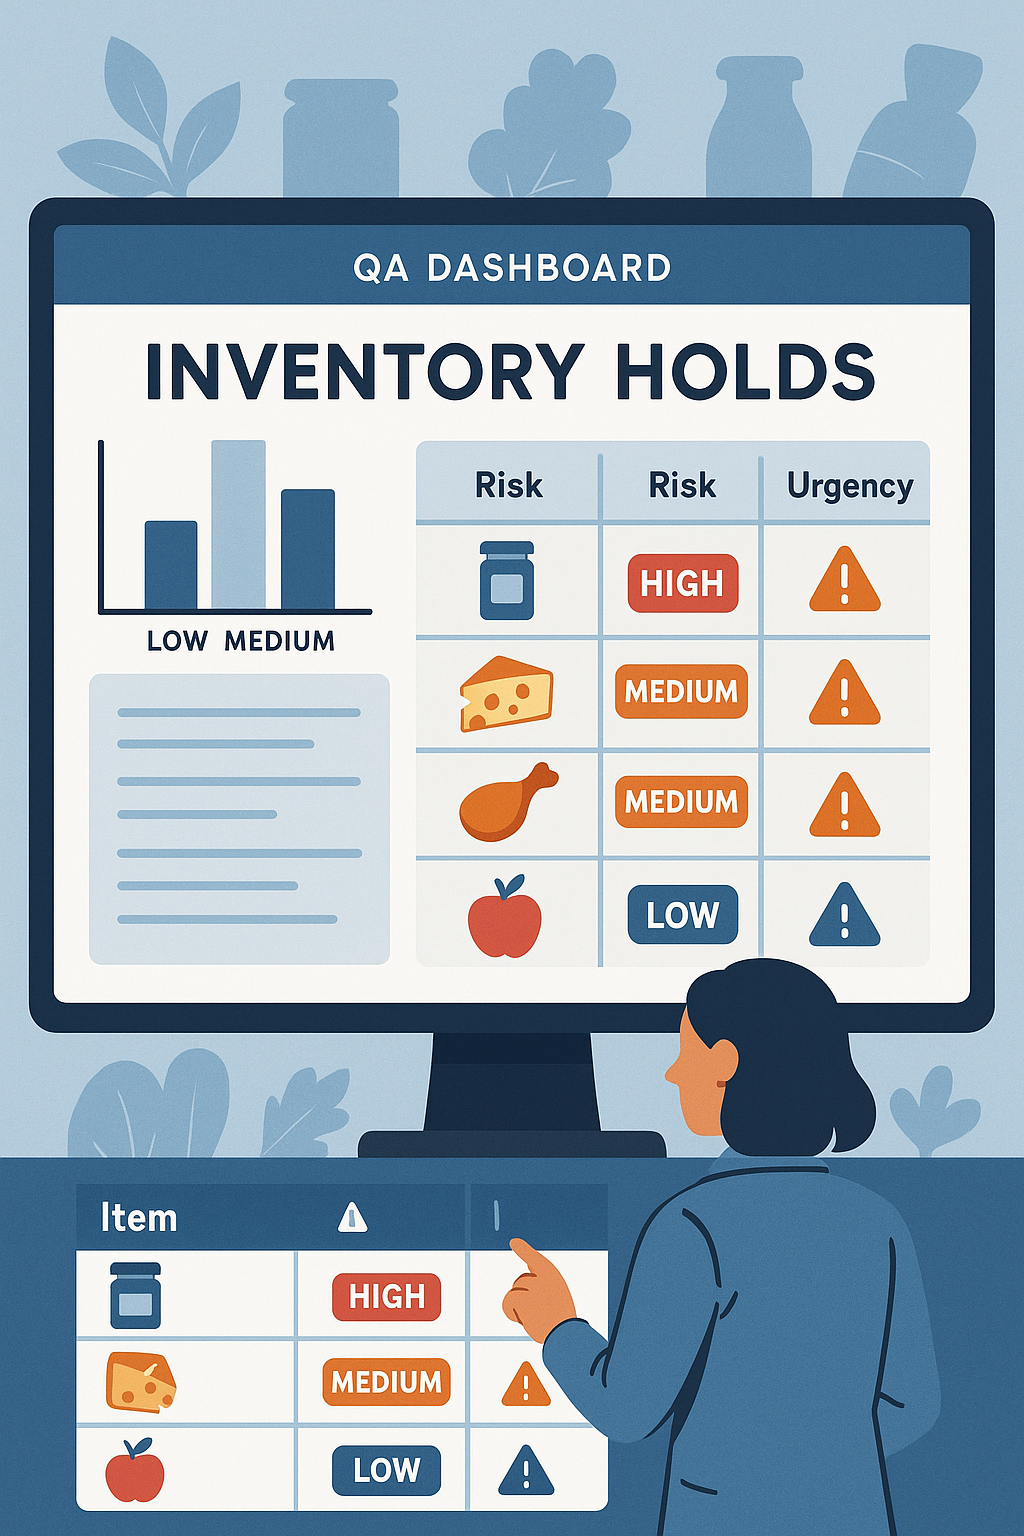 QA DASHBOARD
INVENTORY HOLDS
LOW MEDIUM
Risk Risk Urgency
HIGH
MEDIUM
MEDIUM
LOW
Item
HIGH
MEDIUM
LOW